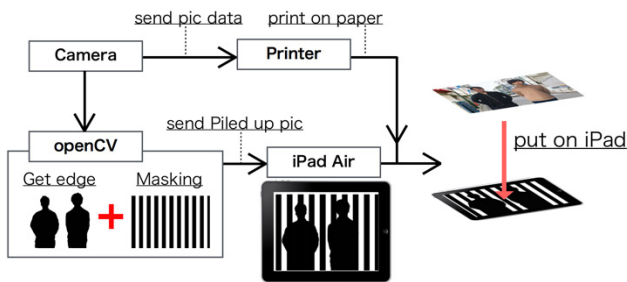 send pic data
print on paper
Camera
Printer
send Piled up pic
openCV
iPad Air
put on iPad
Get edge
Masking